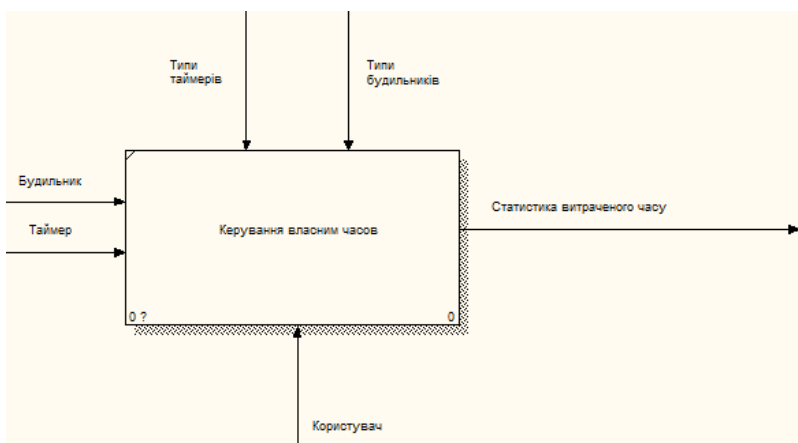 Типи
таймерів
Типи
будильників
Будильник
Таймер
Керування власним часов
Статистика витраченого часу
0 ?
0
Користувач